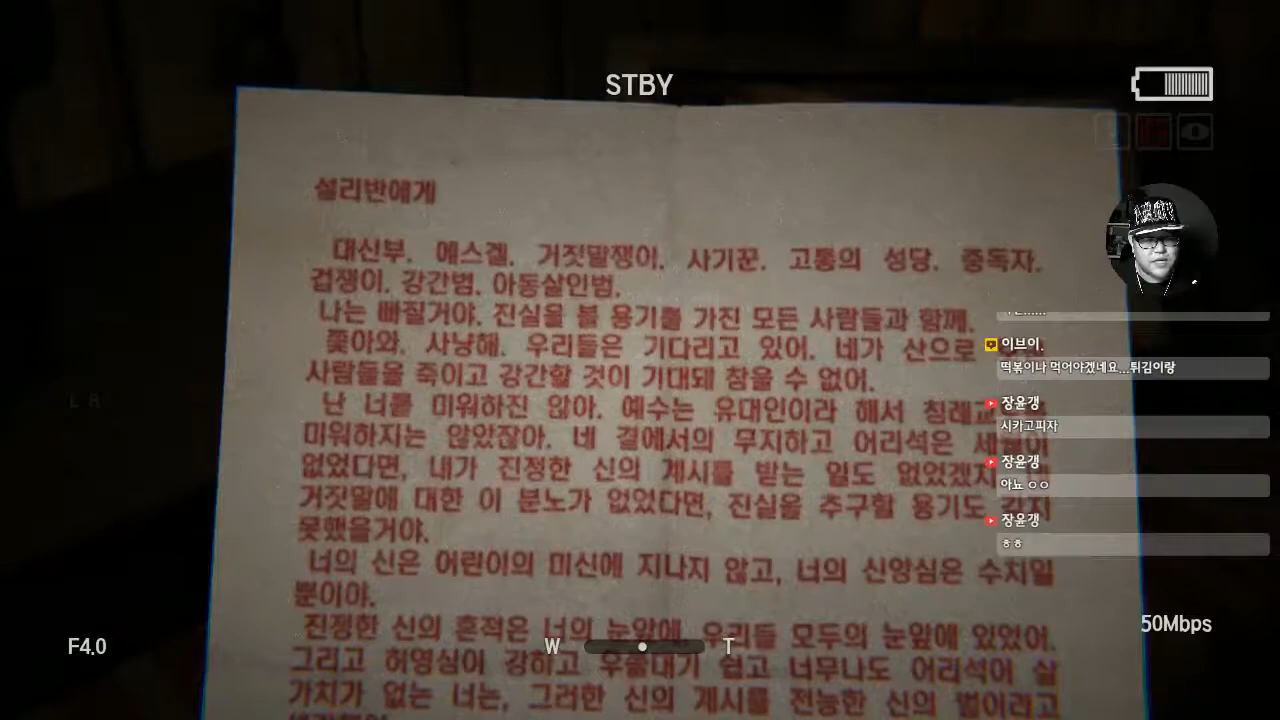 STBY
설리반에게
대신부. 에스겔. 거짓말쟁이. 사기꾼. 고통의 성당. 중독자.
겁쟁이. 강간범. 아동살인범.
나는 빠질거야. 진실을 볼 용기를 가진 모든 사람들과 함께.
쫓아와. 사냥해. 우리들은 기다리고 있어. 네가 산으로
사람들을 죽이고 강간할 것이 기대돼 참을 수 없어.
난 너를 미워하진 않아. 예수는 유대인이라 해서 침례교
미워하지는 않았잖아. 네 곁에서의 무지하고 어리석은
없었다면, 내가 진정한 신의 계시를 받는 일도 없었겠지
거짓말에 대한 이 분노가 없었다면, 진실을 추구할 용기도
못했을거야.
너의 신은 어린이의 미신에 지나지 않고, 너의 신앙심은 수치일
뿐이야.
진정한 신의 흔적은 너의 눈앞에, 우리들 모두의 눈앞에 있었어.
그리고 허영심이 강하고 우쭐대기 쉽고 너무나도 어리석어 살
가치가 없는 너는, 그러한 신의 계시를 전능한 신의 벌이라고
이브이.
떡볶이나 먹어야겠네요...튀김이랑
장윤갱
시카고피자
장윤갱
아뇨 ㅇㅇ
장윤갱
ㅎㅎ
50Mbps
F4.0
W
T